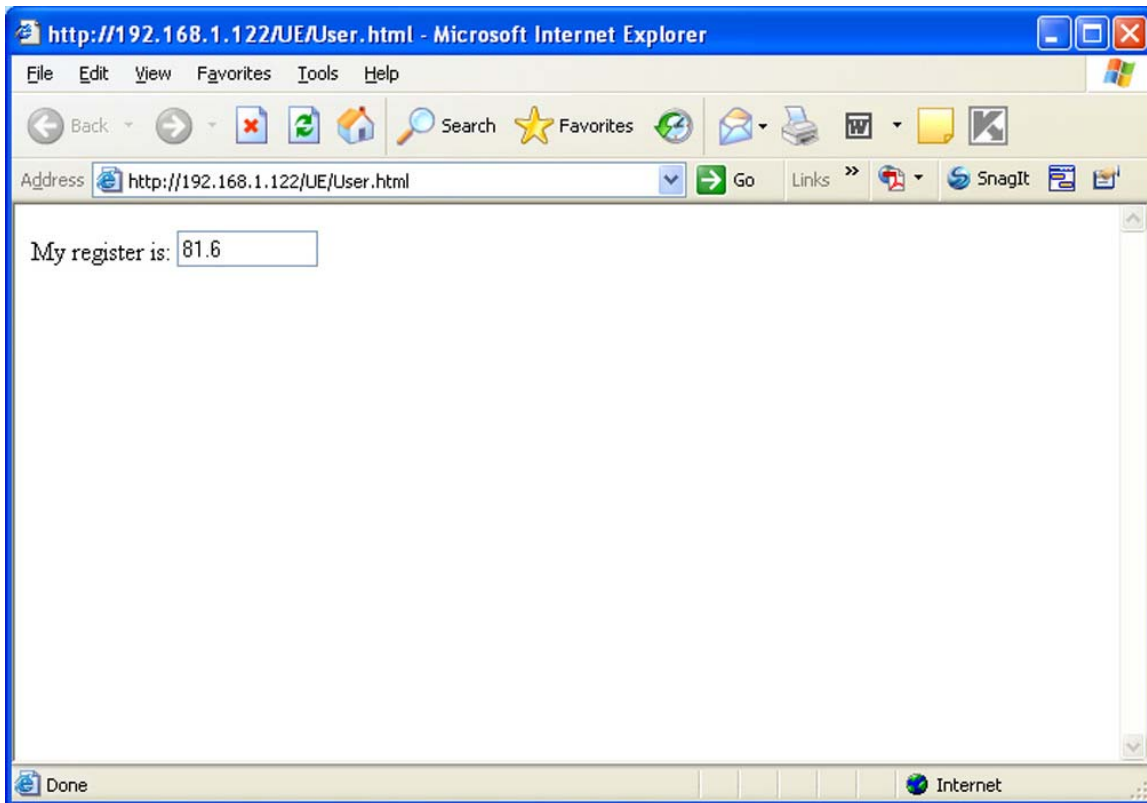 http://192.168.1.122/UE/User.html - Microsoft Internet Explorer
File Edit View Favorites Tools Help
Back Search Favorites
Address http://192.168.1.122/UE/User.html Go Links » SnagIt
My register is: 81.6
Done Internet